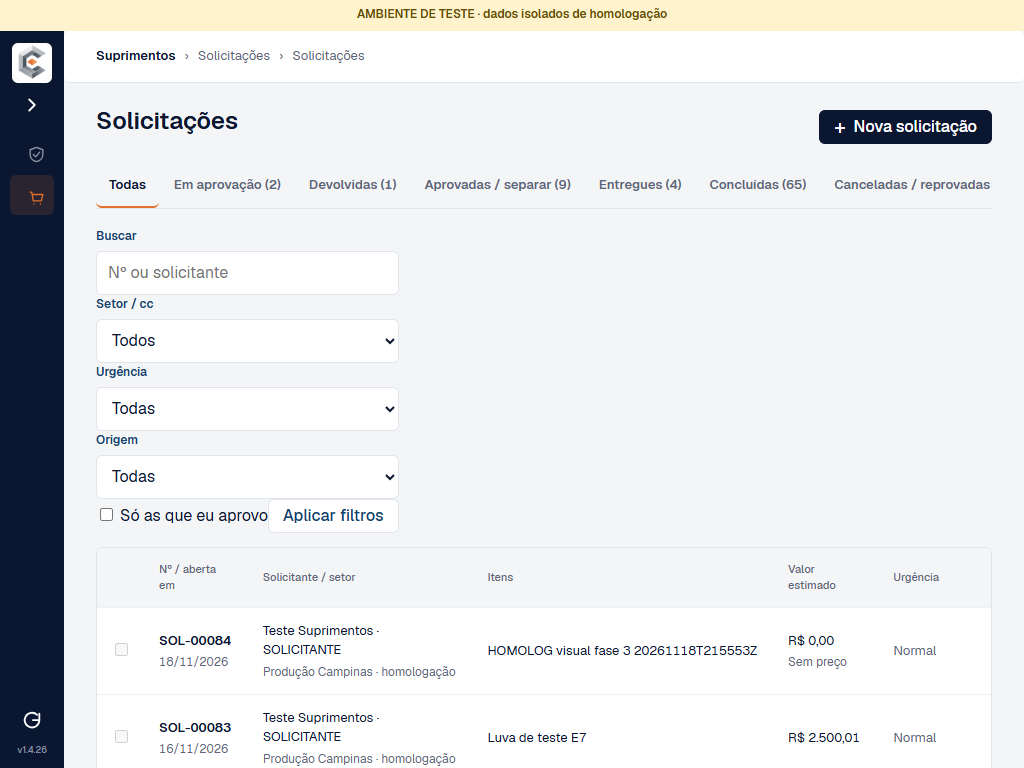 AMBIENTE DE TESTE · dados isolados de homologação
Suprimentos › Solicitações › Solicitações
Solicitações
+ Nova solicitação
Todas
Em aprovação (2)
Devolvidas (1)
Aprovadas / separar (9)
Entregues (4)
Concluídas (65)
Canceladas / reprovadas
Buscar
Nº ou solicitante
Setor / cc
Todos
Urgência
Todas
Origem
Todas
Só as que eu aprovo
Aplicar filtros
Nº / aberta
em
Solicitante / setor
Itens
Valor
estimado
Urgência
SOL-00084
18/11/2026
Teste Suprimentos ·
SOLICITANTE
Produção Campinas · homologação
HOMOLOG visual fase 3 20261118T215553Z
R$ 0,00
Sem preço
Normal
SOL-00083
16/11/2026
Teste Suprimentos ·
SOLICITANTE
Produção Campinas · homologação
Luva de teste E7
R$ 2.500,01
Normal
v1.4.26